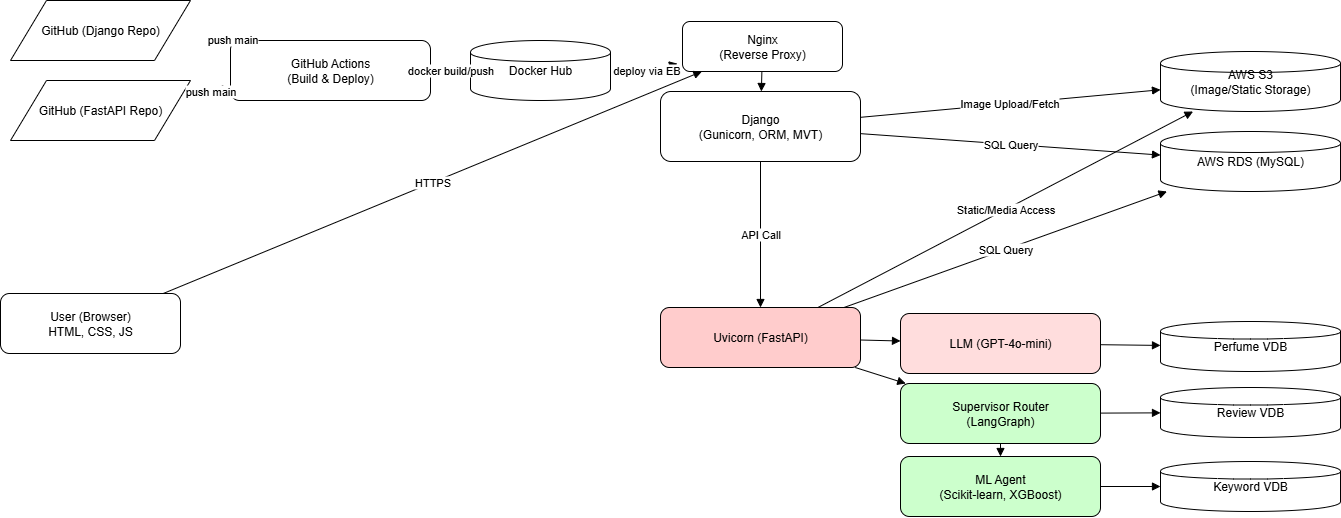 GitHub (Django Repo)
push main
GitHub Actions
(Build & Deploy)
docker build/push
Docker Hub
deploy via EB
Nginx
(Reverse Proxy)
GitHub (FastAPI Repo)
push main
Django
(Gunicorn, ORM, MVT)
Image Upload/Fetch
AWS S3
(Image/Static Storage)
SQL Query
AWS RDS (MySQL)
HTTPS
Static/Media Access
API Call
SQL Query
User (Browser)
HTML, CSS, JS
Uvicorn (FastAPI)
LLM (GPT-4o-mini)
Perfume VDB
Supervisor Router
(LangGraph)
Review VDB
ML Agent
(Scikit-learn, XGBoost)
Keyword VDB